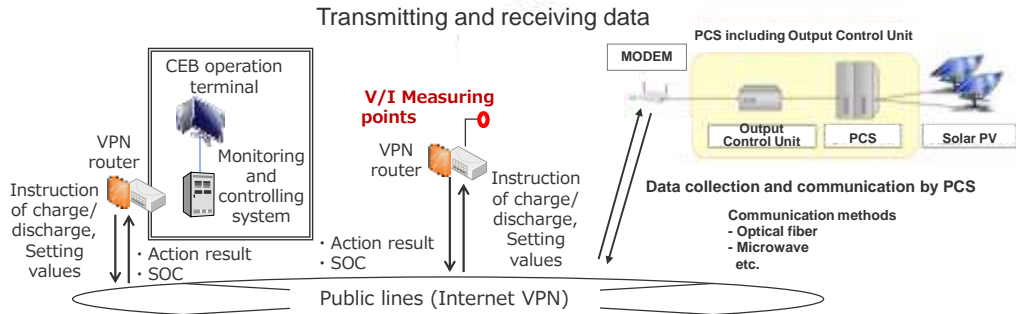 Transmitting and receiving data
CEB operation
terminal
VPN
router
Monitoring
and
controlling
system
Instruction
of charge/
discharge,
Setting
values
・Action result
・SOC
V/I Measuring
points
VPN
router
・Action result
・SOC
Instruction
of charge/
discharge,
Setting
values
PCS including Output Control Unit
MODEM
Output
Control Unit
PCS
Solar PV
Data collection and communication by PCS
Communication methods
- Optical fiber
- Microwave
etc.
Public lines (Internet VPN)